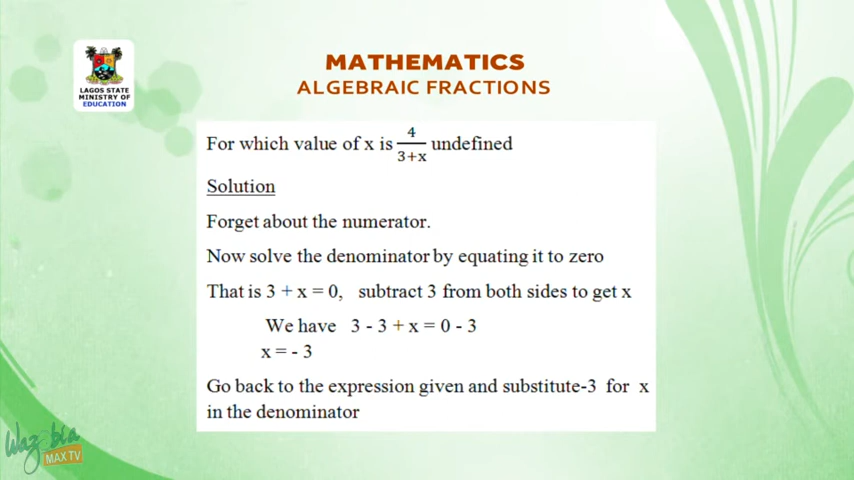 MATHEMATICS
ALGEBRAIC FRACTIONS
LAGOS STATE
MINISTRY OF
EDUCATION
For which value of x is 4/(3+x) undefined
Solution
Forget about the numerator.
Now solve the denominator by equating it to zero
That is 3 + x = 0, subtract 3 from both sides to get x
We have 3 - 3 + x = 0 - 3
x = - 3
Go back to the expression given and substitute-3 for x
in the denominator
Wazobia
MAX TV